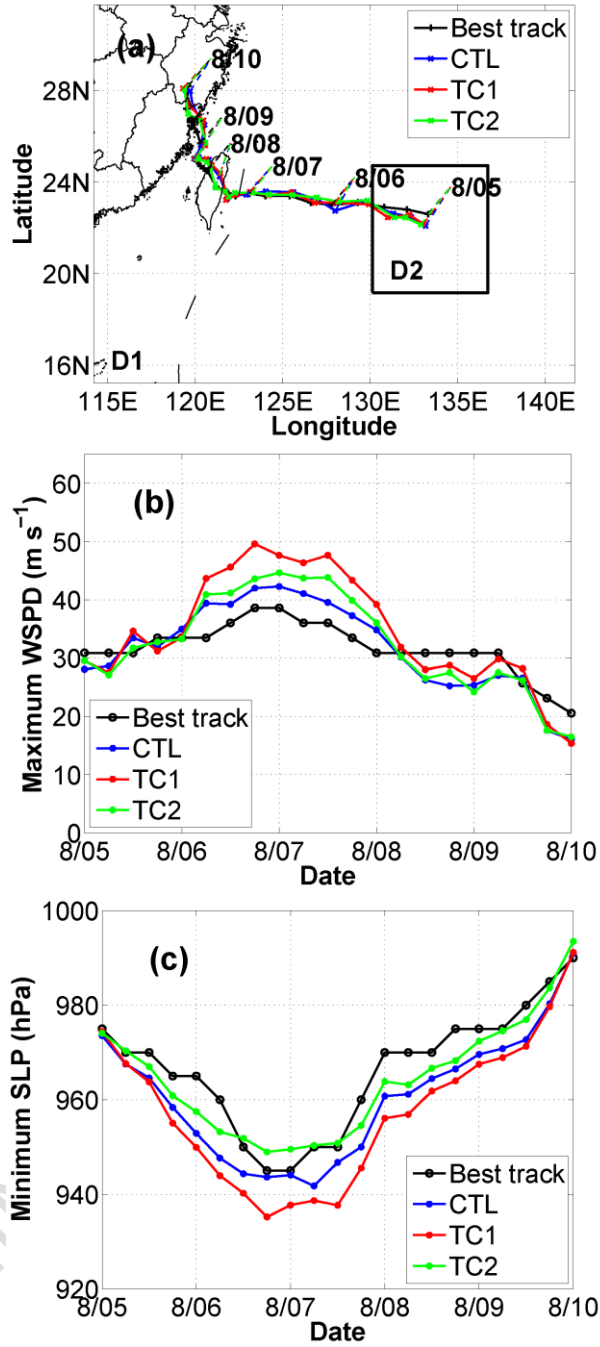 (a)
8/10
8/09
8/08
8/07
8/06
8/05
Best track
CTL
TC1
TC2
28N
24N
20N
16N
Latitude
D2
D1
115E 120E 125E 130E 135E 140E
Longitude
(b)
60
50
40
30
20
10
0
Maximum WSPD (m s⁻¹)
Best track
CTL
TC1
TC2
8/05 8/06 8/07 8/08 8/09 8/10
Date
(c)
1000
980
960
940
920
Minimum SLP (hPa)
Best track
CTL
TC1
TC2
8/05 8/06 8/07 8/08 8/09 8/10
Date